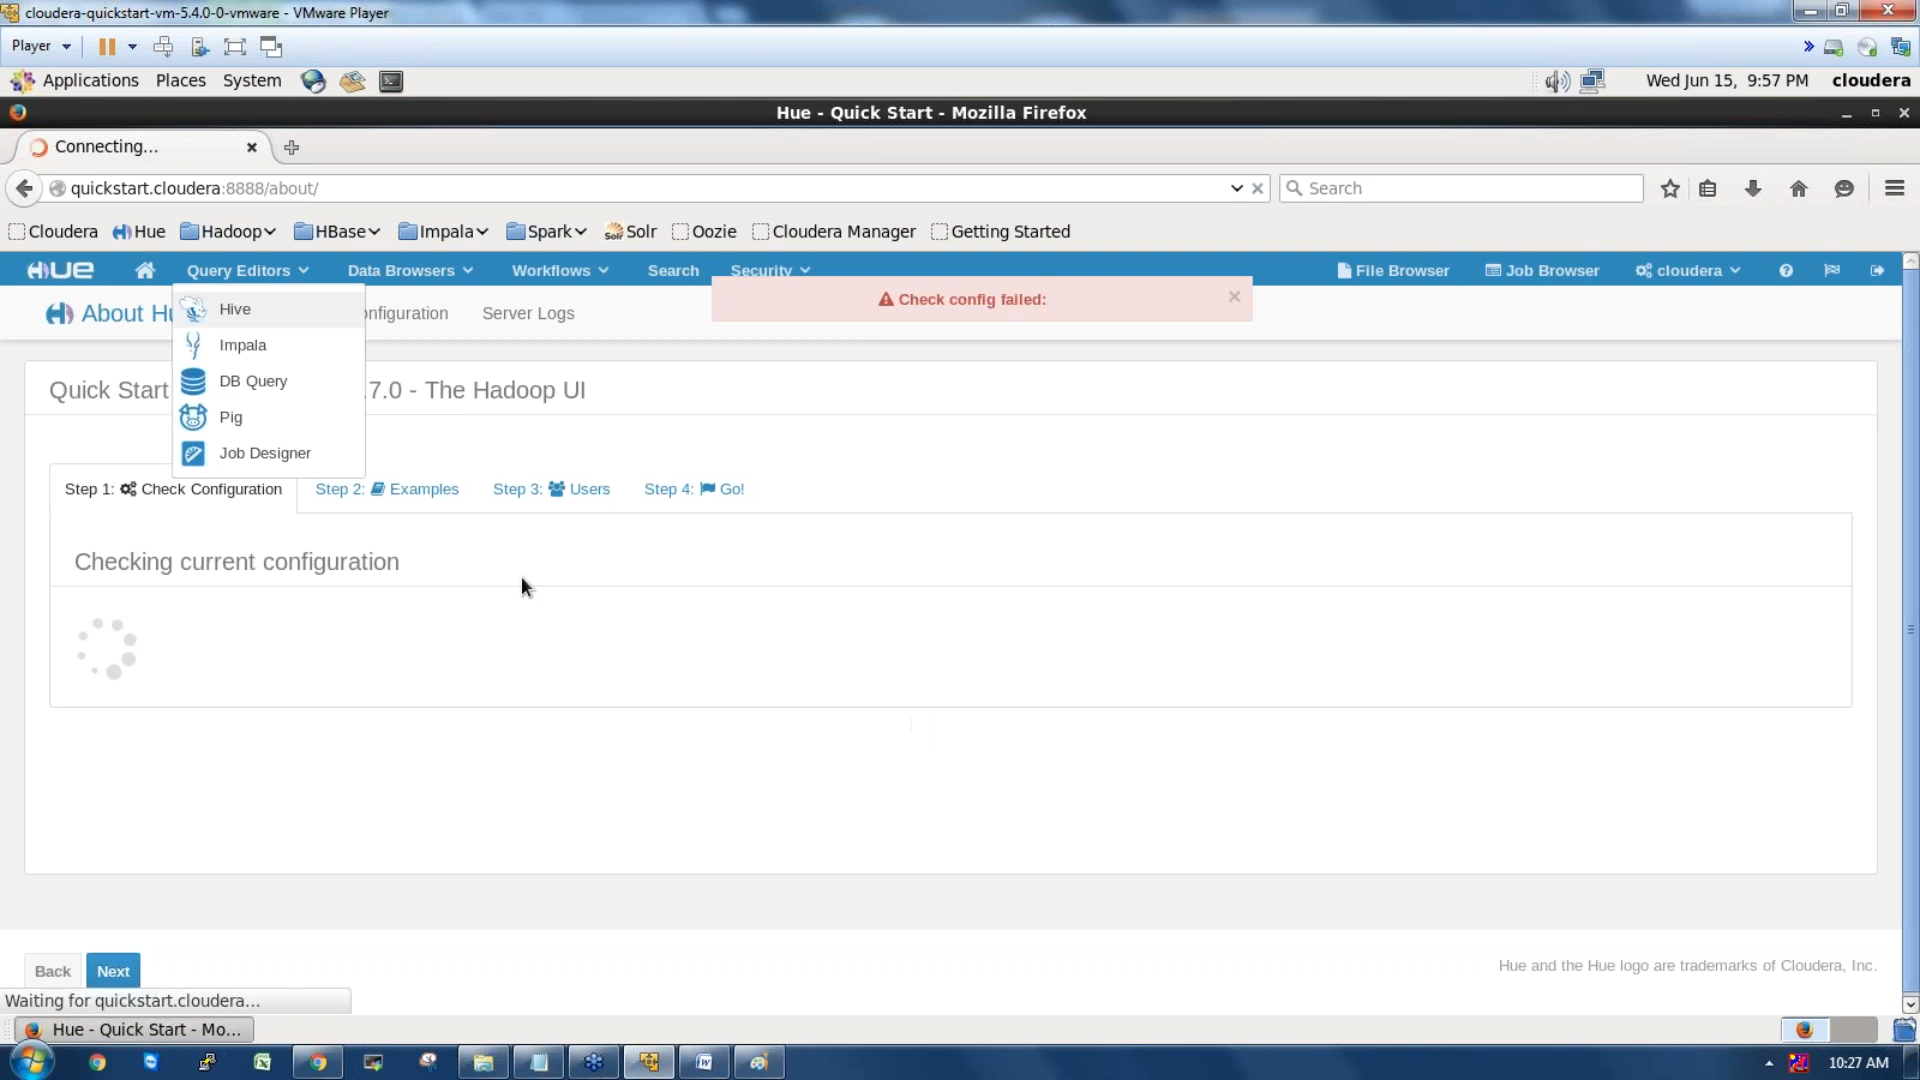 cloudera-quickstart-vm-5.4.0-0-vmware - VMware Player
Player
Applications Places System Wed Jun 15, 9:57 PM cloudera
Hue - Quick Start - Mozilla Firefox
Connecting...
quickstart.cloudera:8888/about/ Search
Cloudera Hue Hadoop HBase Impala Spark Solr Oozie Cloudera Manager Getting Started
HUE Query Editors Data Browsers Workflows Search Security File Browser Job Browser cloudera
Check config failed:
About Hu nfiguration Server Logs
Hive
Impala
DB Query
Pig
Job Designer
Quick Start .7.0 - The Hadoop UI
Step 1: Check Configuration Step 2: Examples Step 3: Users Step 4: Go!
Checking current configuration
Back Next
Hue and the Hue logo are trademarks of Cloudera, Inc.
Waiting for quickstart.cloudera...
Hue - Quick Start - Mo...
10:27 AM